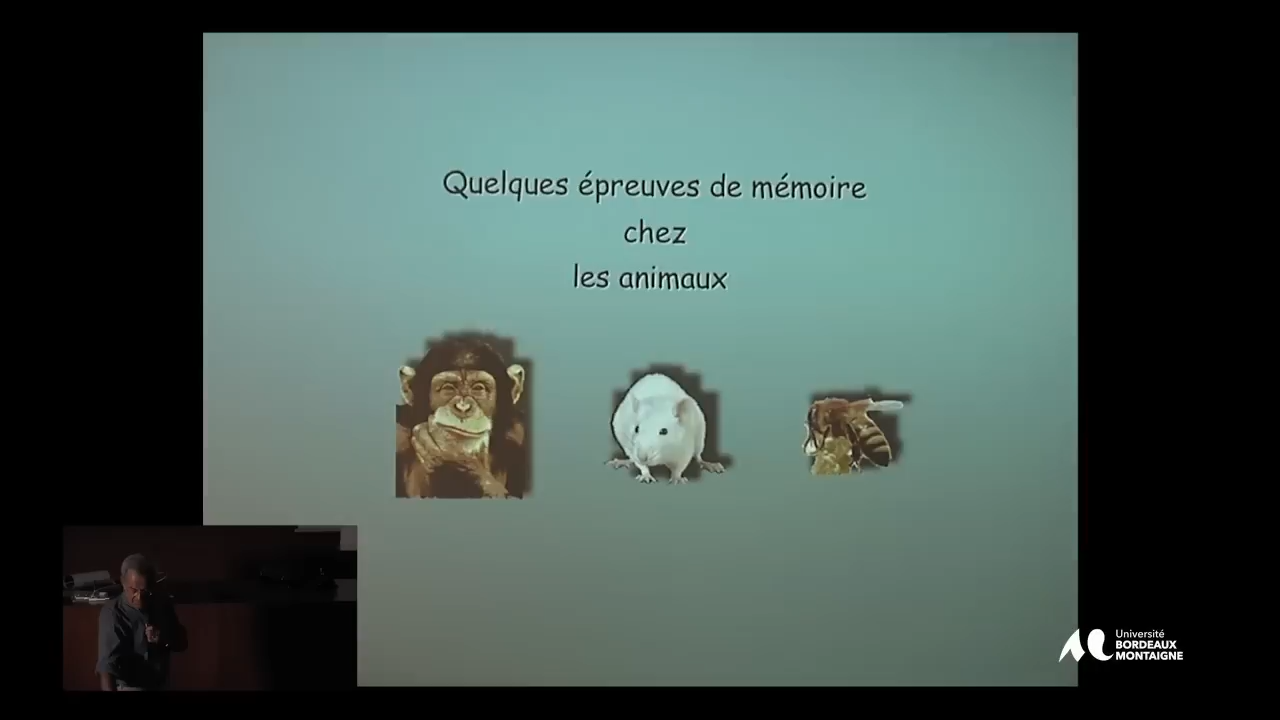 Quelques épreuves de mémoire
chez
les animaux
Université
BORDEAUX
MONTAIGNE